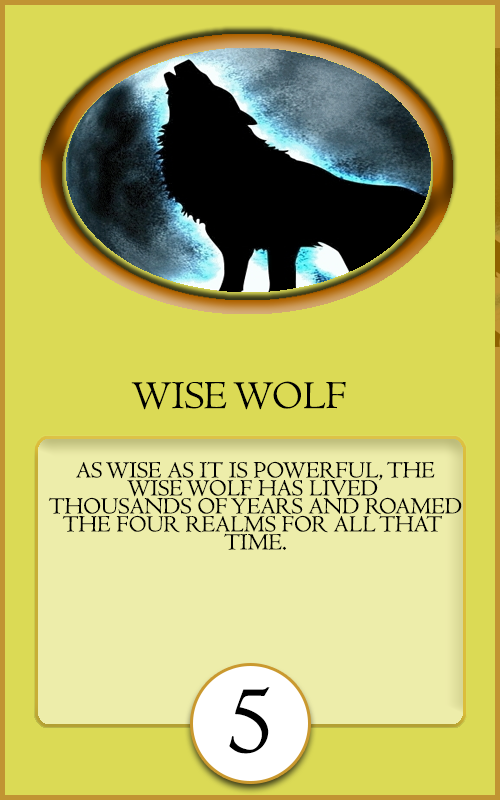 WISE WOLF
AS WISE AS IT IS POWERFUL, THE
WISE WOLF HAS LIVED
THOUSANDS OF YEARS AND ROAMED
THE FOUR REALMS FOR ALL THAT
TIME.
5